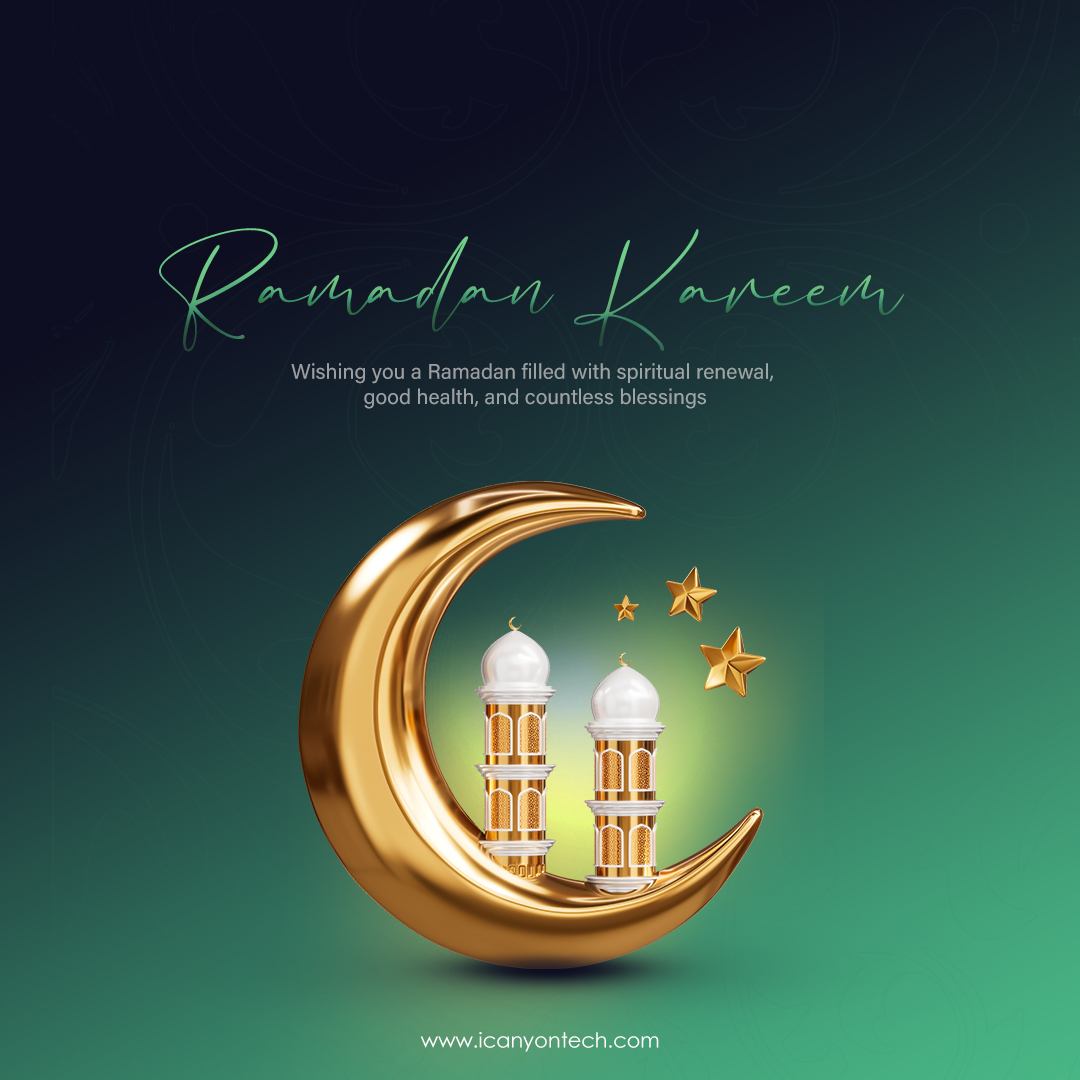 Ramadan Kareem
Wishing you a Ramadan filled with spiritual renewal,
good health, and countless blessings
www.icanyontech.com